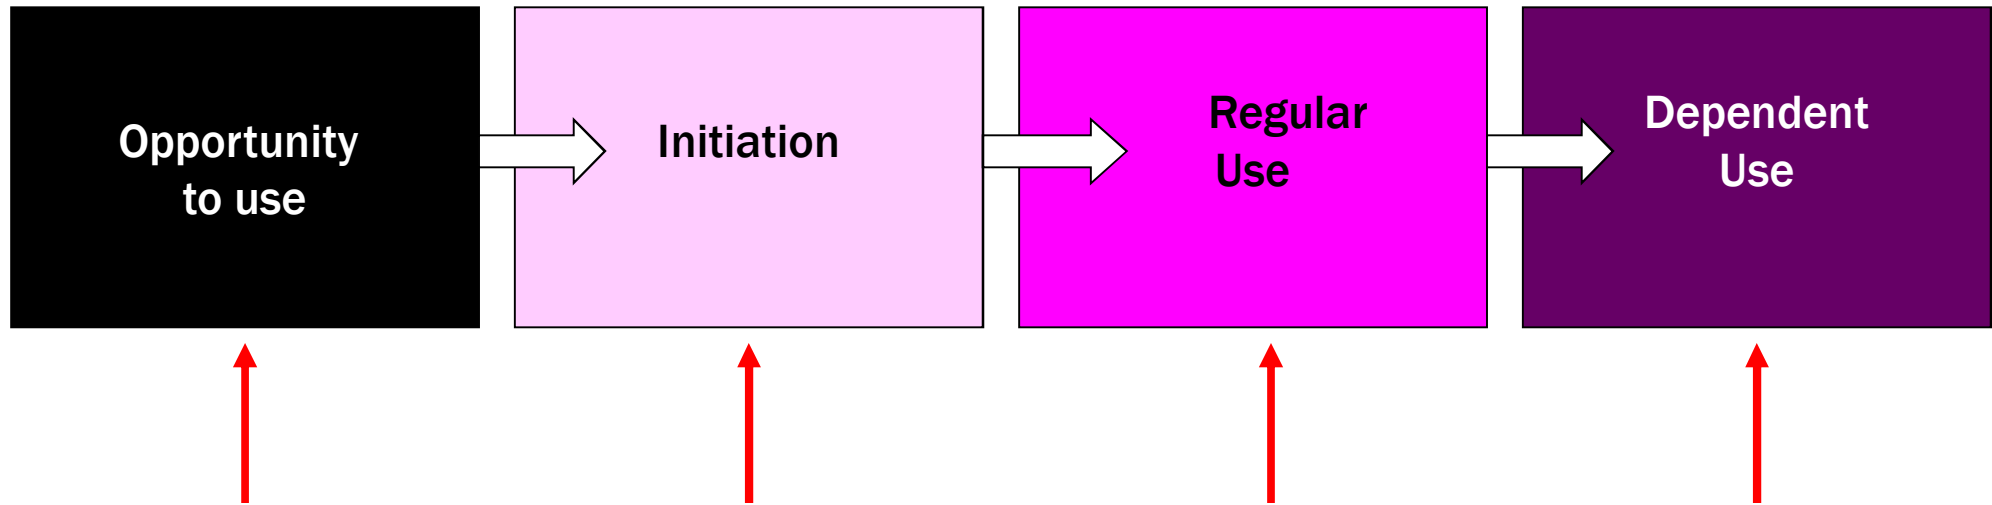 Opportunity
to use
Initiation
Regular
Use
Dependent
Use